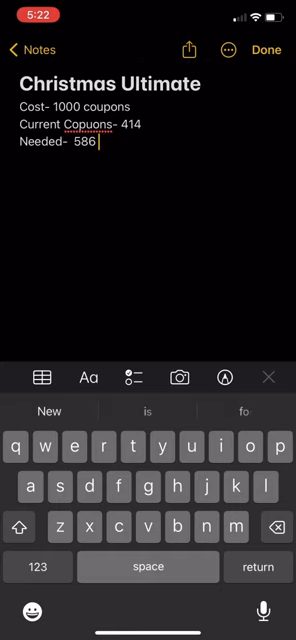 5:22
Notes
Done
Christmas Ultimate
Cost- 1000 coupons
Current Copuons- 414
Needed- 586
Aa
New is fo
q w e r t y u i o p
a s d f g h j k l
z x c v b n m
123 space return